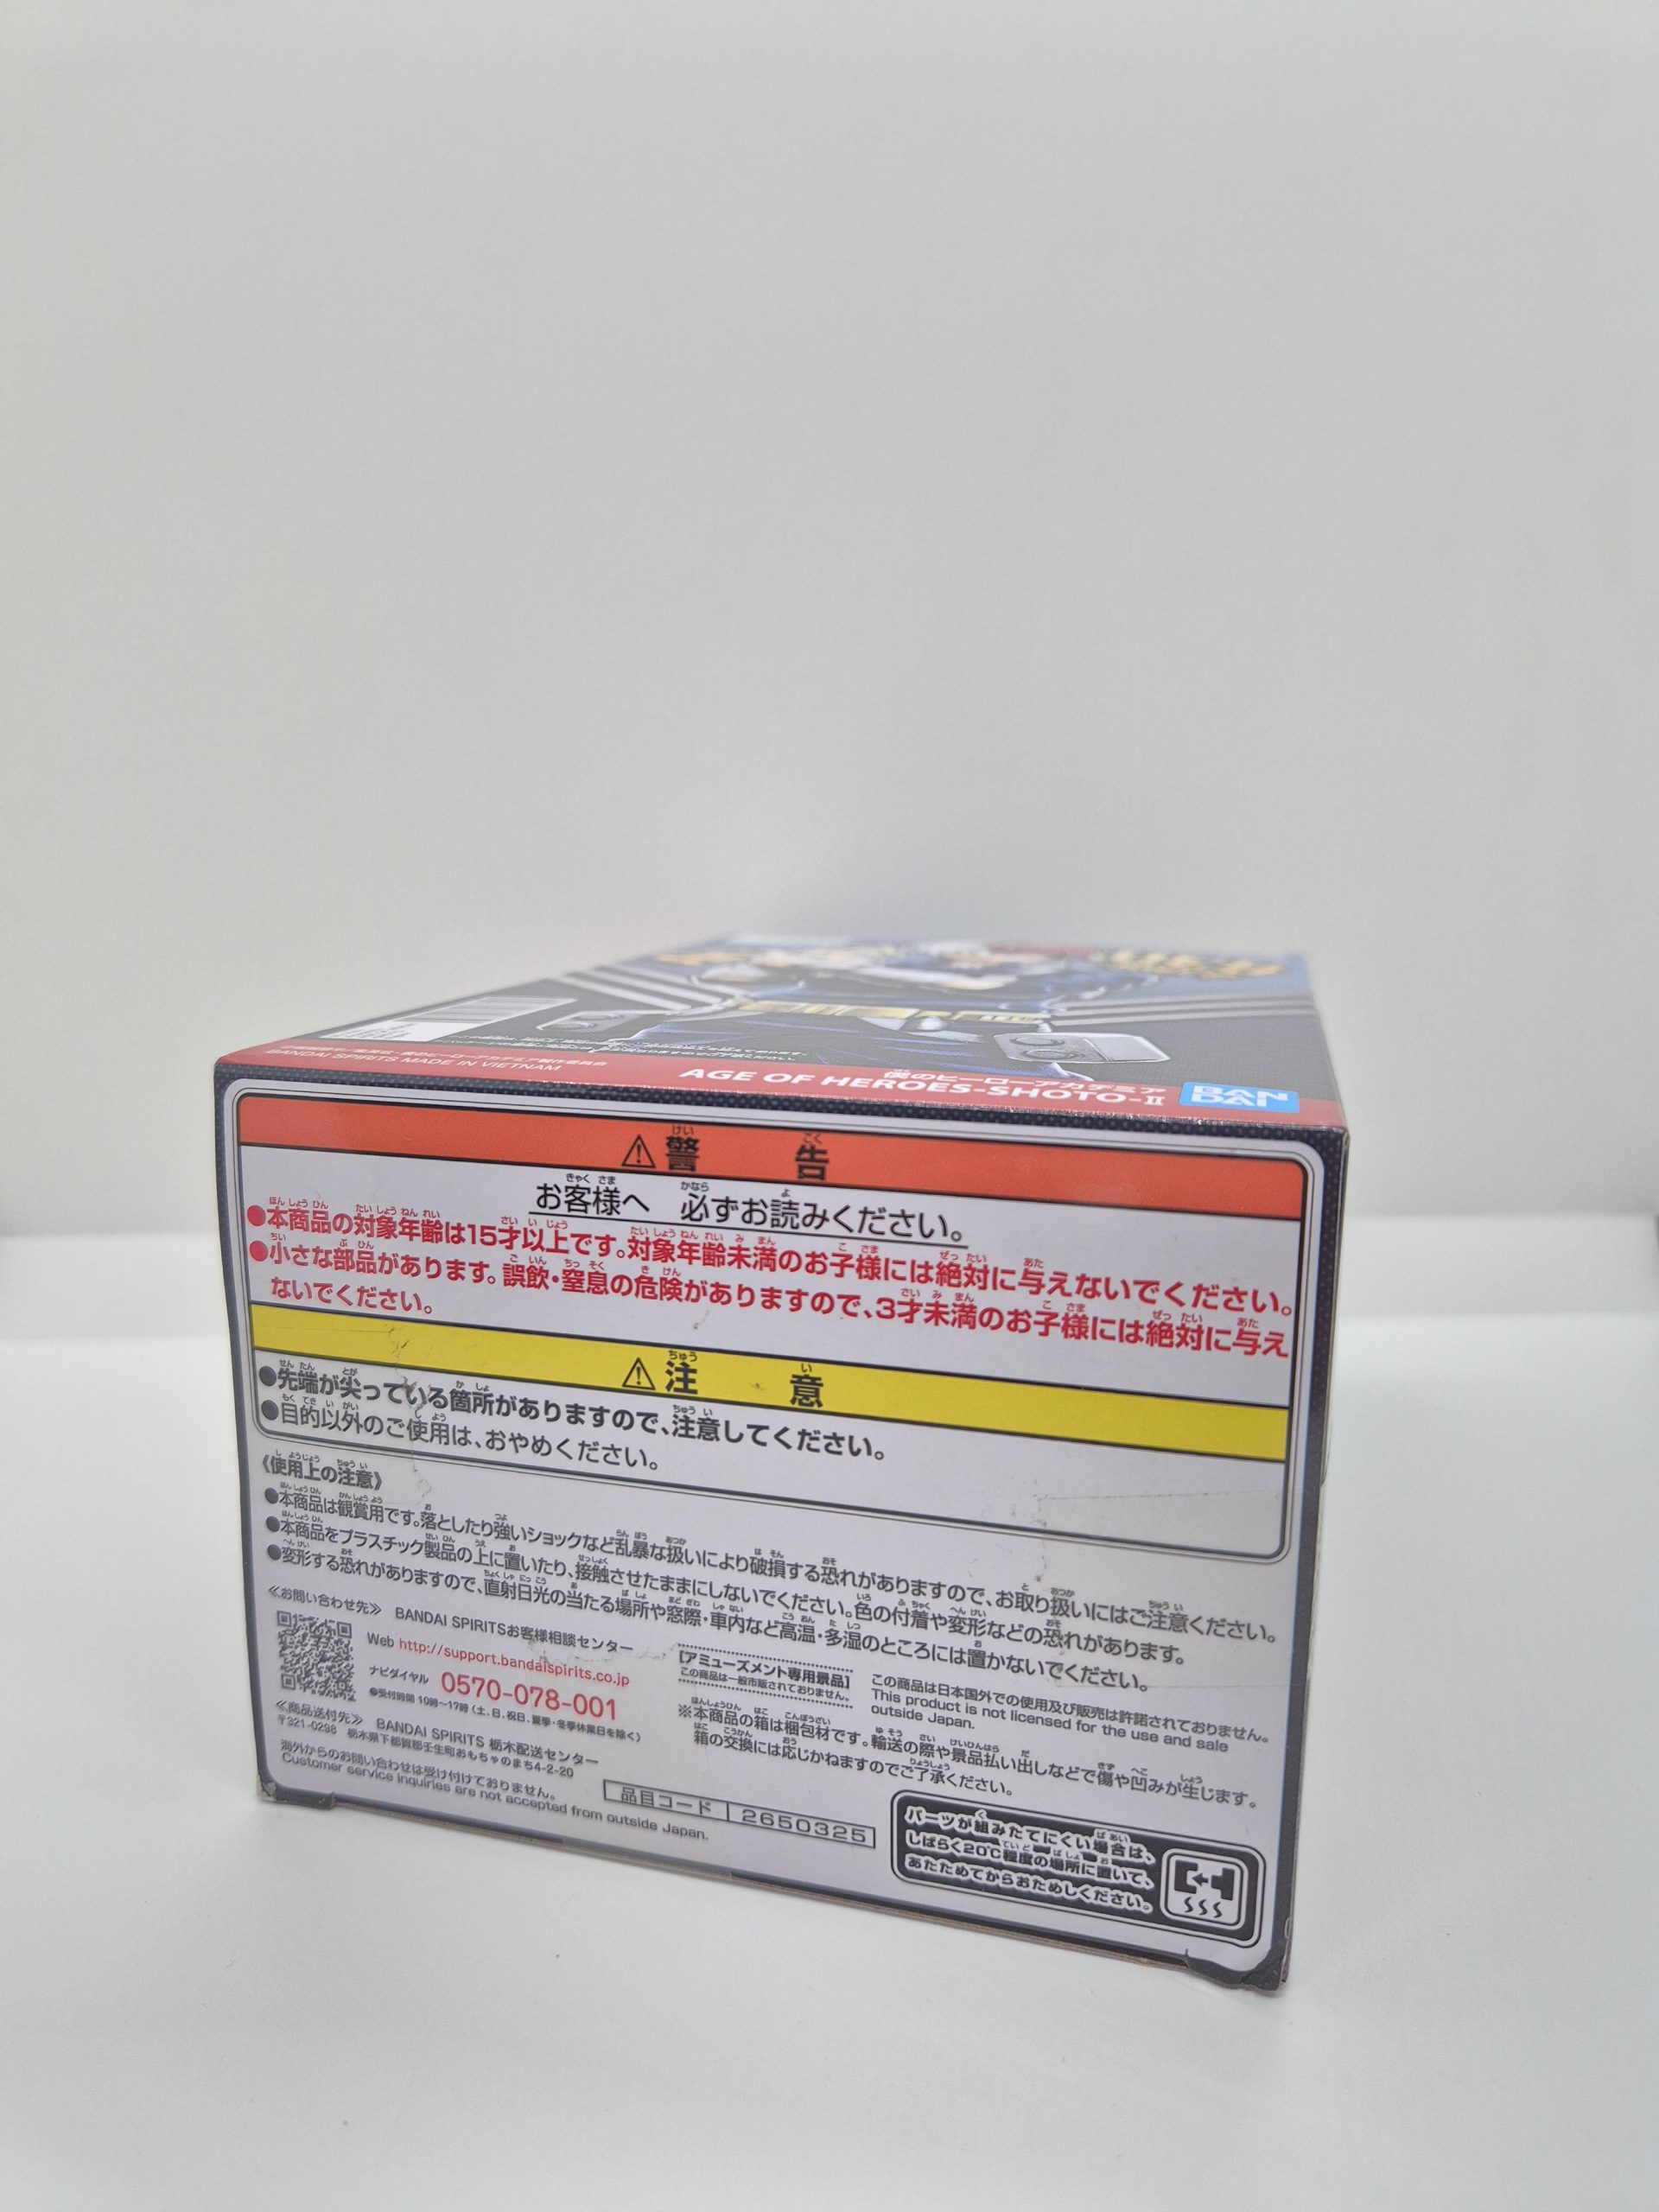 BANDAI SPIRITS MADE IN VIETNAM
僕のヒーローアカデミア
AGE OF HEROES-SHOTO-Ⅱ
BAN
DAI
⚠警告
お客様へ 必ずお読みください。
●本商品の対象年齢は15才以上です。対象年齢未満のお子様には絶対に与えないでください。
●小さな部品があります。誤飲・窒息の危険がありますので、3才未満のお子様には絶対に与え
ないでください。
⚠注意
●先端が尖っている箇所がありますので、注意してください。
●目的以外のご使用は、おやめください。
《使用上の注意》
●本商品は観賞用です。落としたり強いショックなど乱暴な扱いにより破損する恐れがありますので、お取り扱いにはご注意ください。
●本商品をプラスチック製品の上に置いたり、接触させたままにしないでください。色の付着や変形などの恐れがあります。
●変形する恐れがありますので、直射日光の当たる場所や窓際・車内など高温・多湿のところには置かないでください。
≪お問い合わせ先≫ BANDAI SPIRITSお客様相談センター
Web http://support.bandaispirits.co.jp
ナビダイヤル 0570-078-001
●受付時間 10時～17時 (土、日、祝日、夏季・冬季休業日を除く)
≪商品送付先≫ BANDAI SPIRITS 栃木配送センター
〒321-0298 栃木県下都賀郡壬生町おもちゃのまち4-2-20
海外からのお問い合わせは受け付けておりません。
Customer service inquiries are not accepted from outside Japan.
[アミューズメント専用景品]
この商品は一般市販されておりません。
この商品は日本国外での使用及び販売は許諾されておりません。
This product is not licensed for the use and sale
outside Japan.
※本商品の箱は梱包材です。輸送の際や景品払い出しなどで傷や凹みが生じます。
箱の交換には応じかねますのでご了承ください。
品目コード 2650325
パーツが組みたてにくい場合は、
しばらく20℃程度の場所に置いて、
あたためてからおためしください。